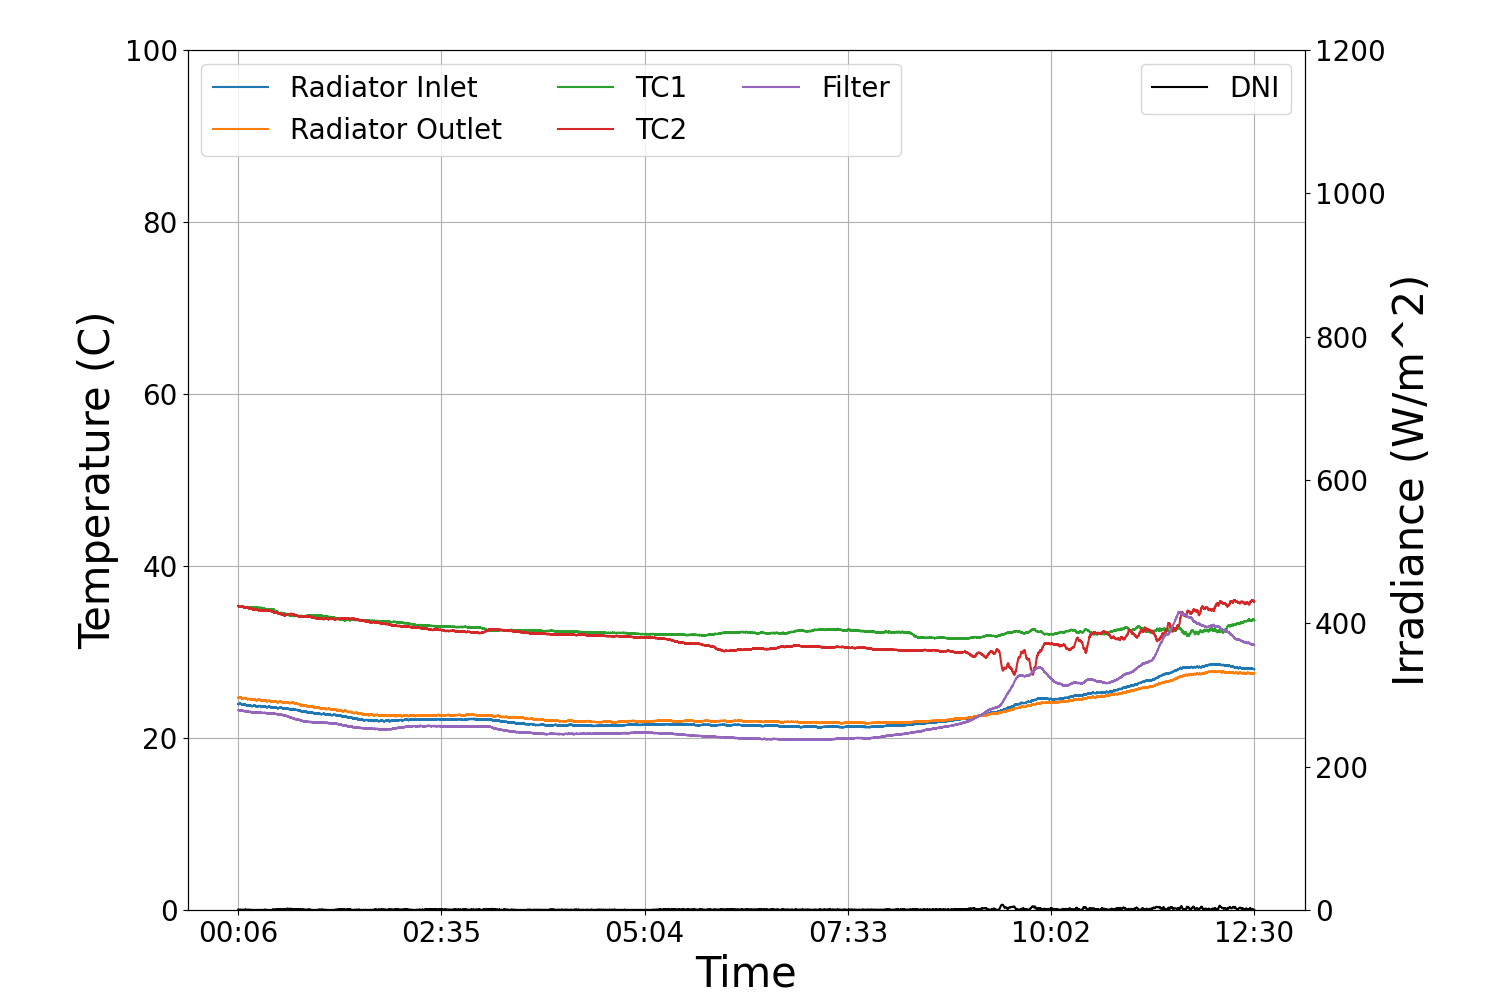 Radiator Inlet
Radiator Outlet
TC1
TC2
Filter
DNI
100
80
60
40
20
0
Temperature (C)
1200
1000
800
600
400
200
0
Irradiance (W/m^2)
00:06
02:35
05:04
07:33
10:02
12:30
Time